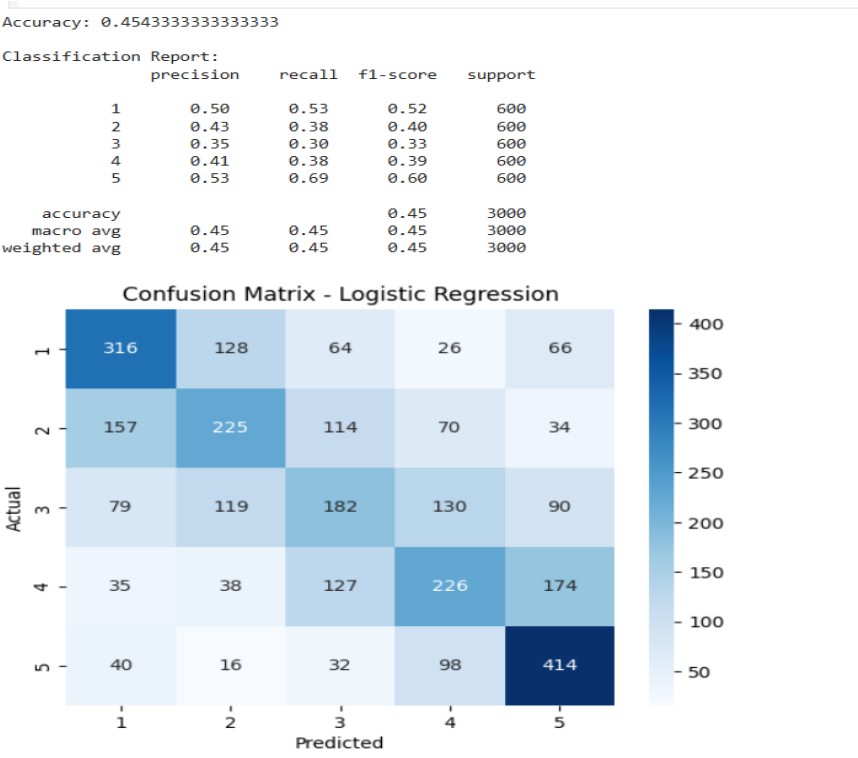 Accuracy: 0.4543333333333333
Classification Report:
precision recall f1-score support
1 0.50 0.53 0.52 600
2 0.43 0.38 0.40 600
3 0.35 0.30 0.33 600
4 0.41 0.38 0.39 600
5 0.53 0.69 0.60 600
accuracy 0.45 3000
macro avg 0.45 0.45 0.45 3000
weighted avg 0.45 0.45 0.45 3000
Confusion Matrix - Logistic Regression
1 316 128 64 26 66
2 157 225 114 70 34
3 79 119 182 130 90
4 35 38 127 226 174
5 40 16 32 98 414
1 2 3 4 5
Predicted
Actual
400
350
300
250
200
150
100
50